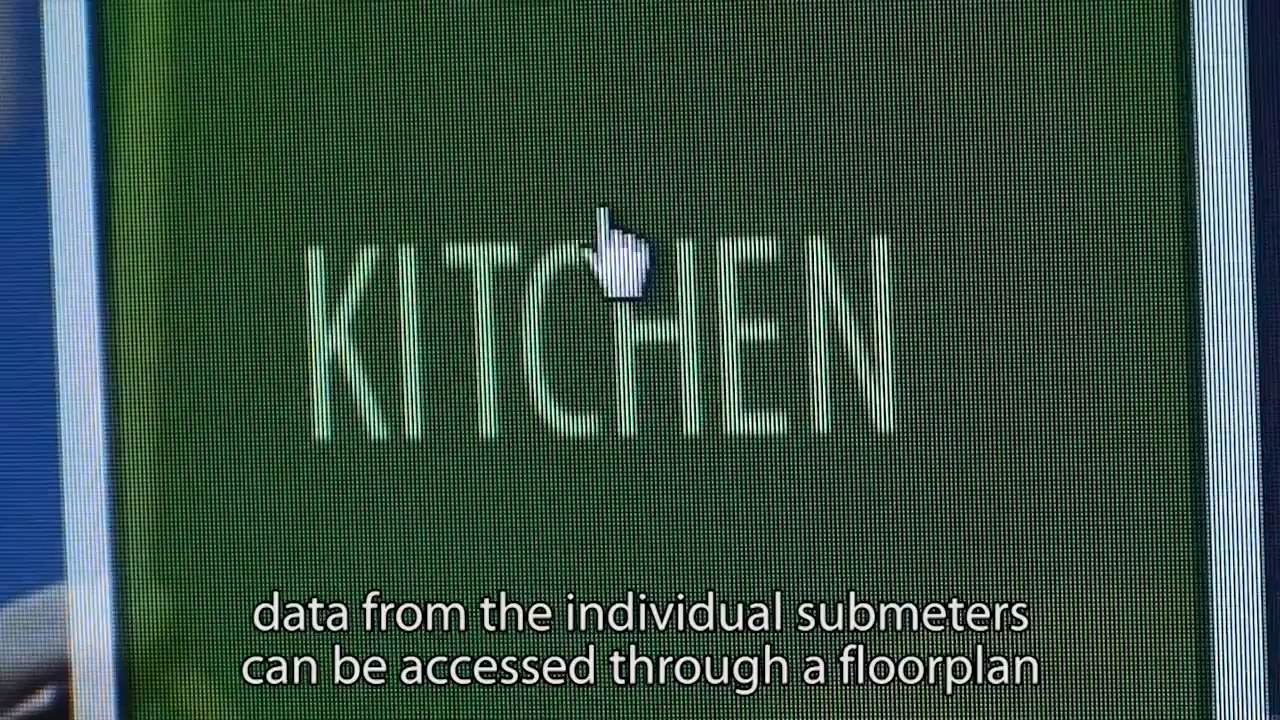 KITCHEN
data from the individual submeters
can be accessed through a floorplan